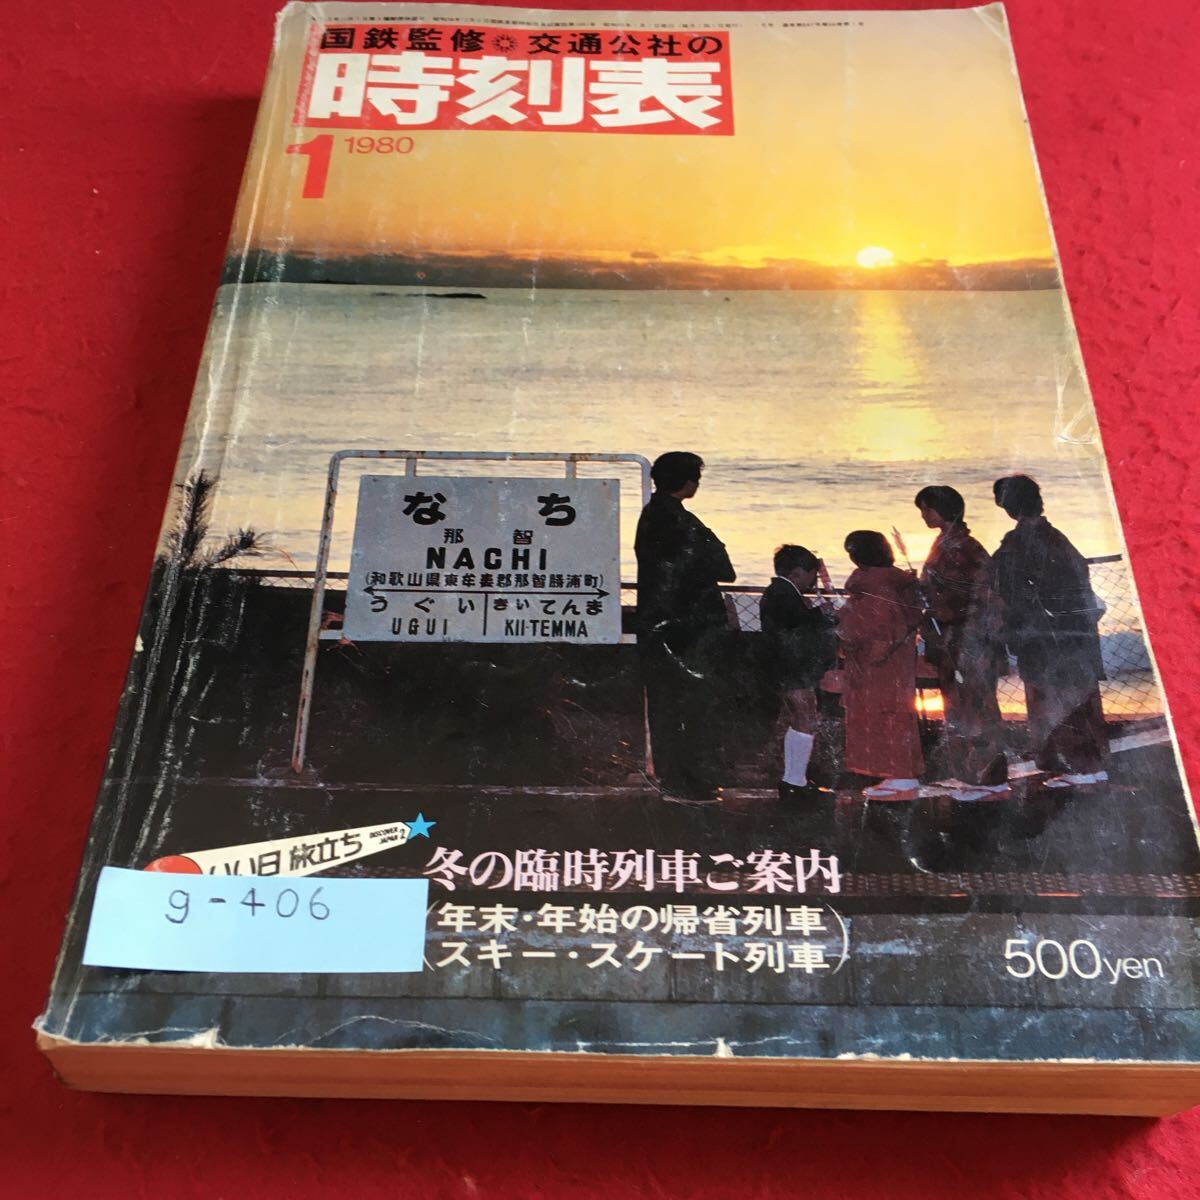 国鉄監修 交通公社の
時刻表
1 1980
なち
那智
NACHI
(和歌山県東牟婁郡那智勝浦町)
うぐい きいてんま
UGUI KII-TEMMA
いい日旅立ち DISCOVER JAPAN 2
冬の臨時列車ご案内
(年末・年始の帰省列車
スキー・スケート列車)
500yen
g-406